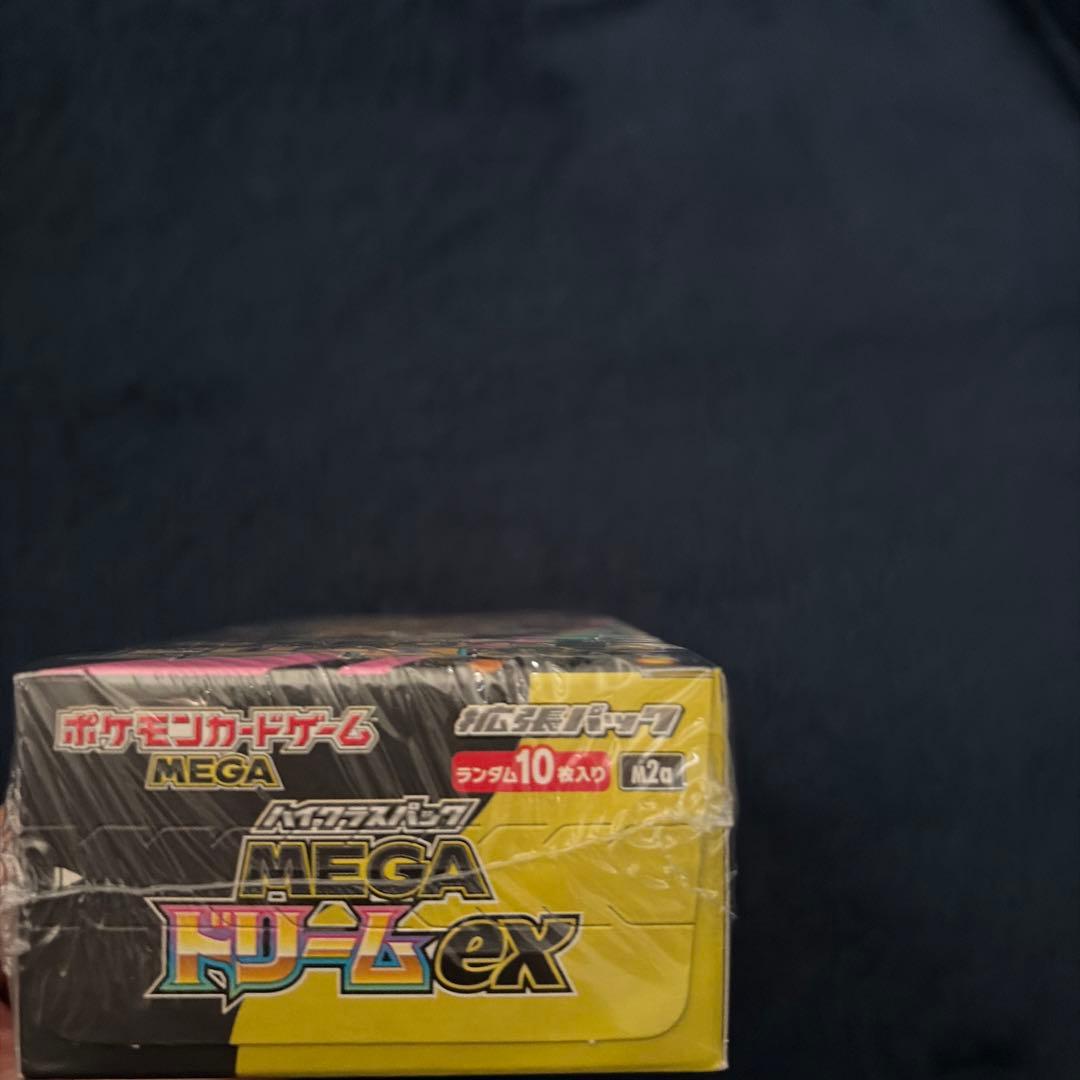 ポケモンカードゲーム
MEGA
拡張パック
ランダム10枚入り M2a
ハイクラスパック
MEGA
ドリームex